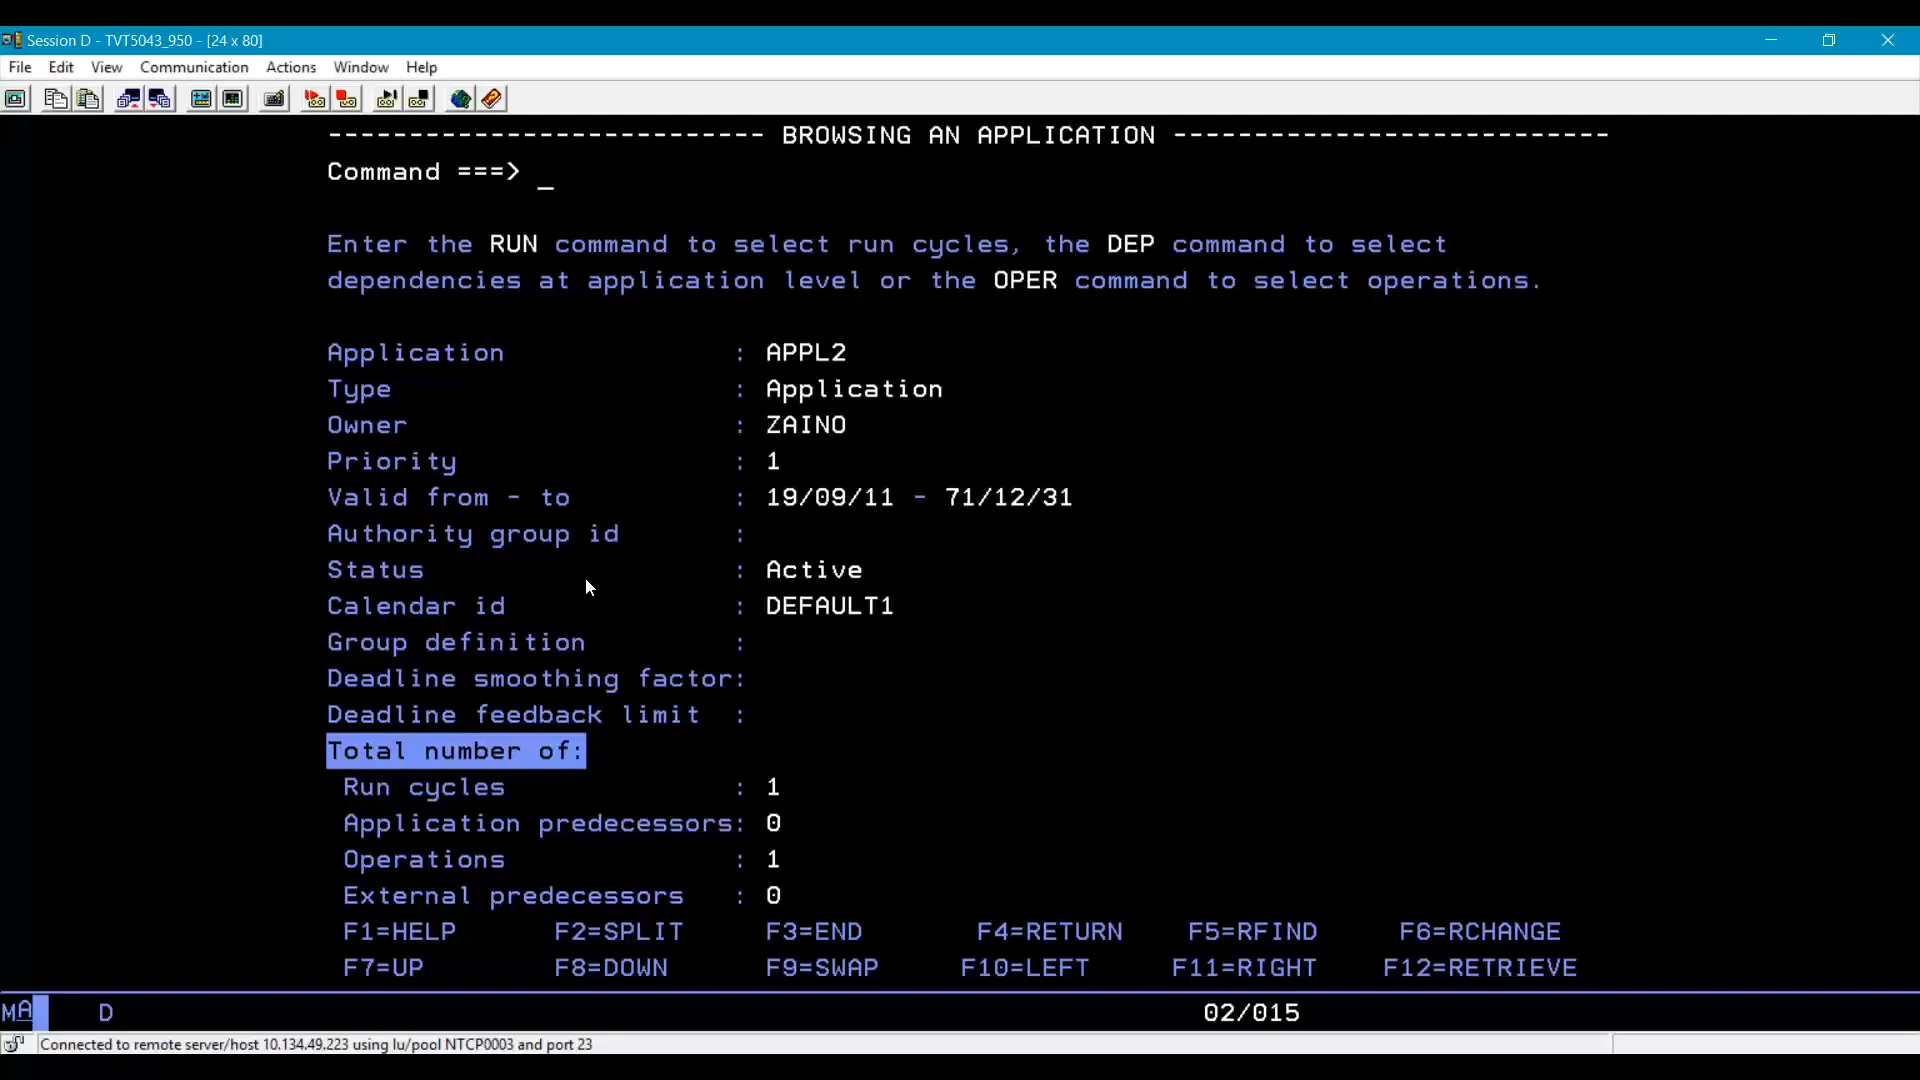 Session D - TVT5043_950 - [24 x 80]
File Edit View Communication Actions Window Help
--------------------------- BROWSING AN APPLICATION ---------------------------
Command ===> _
Enter the RUN command to select run cycles, the DEP command to select
dependencies at application level or the OPER command to select operations.
Application : APPL2
Type : Application
Owner : ZAINO
Priority : 1
Valid from - to : 19/09/11 - 71/12/31
Authority group id :
Status : Active
Calendar id : DEFAULT1
Group definition :
Deadline smoothing factor:
Deadline feedback limit :
Total number of:
Run cycles : 1
Application predecessors: 0
Operations : 1
External predecessors : 0
F1=HELP F2=SPLIT F3=END F4=RETURN F5=RFIND F6=RCHANGE
F7=UP F8=DOWN F9=SWAP F10=LEFT F11=RIGHT F12=RETRIEVE
MA D 02/015
Connected to remote server/host 10.134.49.223 using lu/pool NTCP0003 and port 23